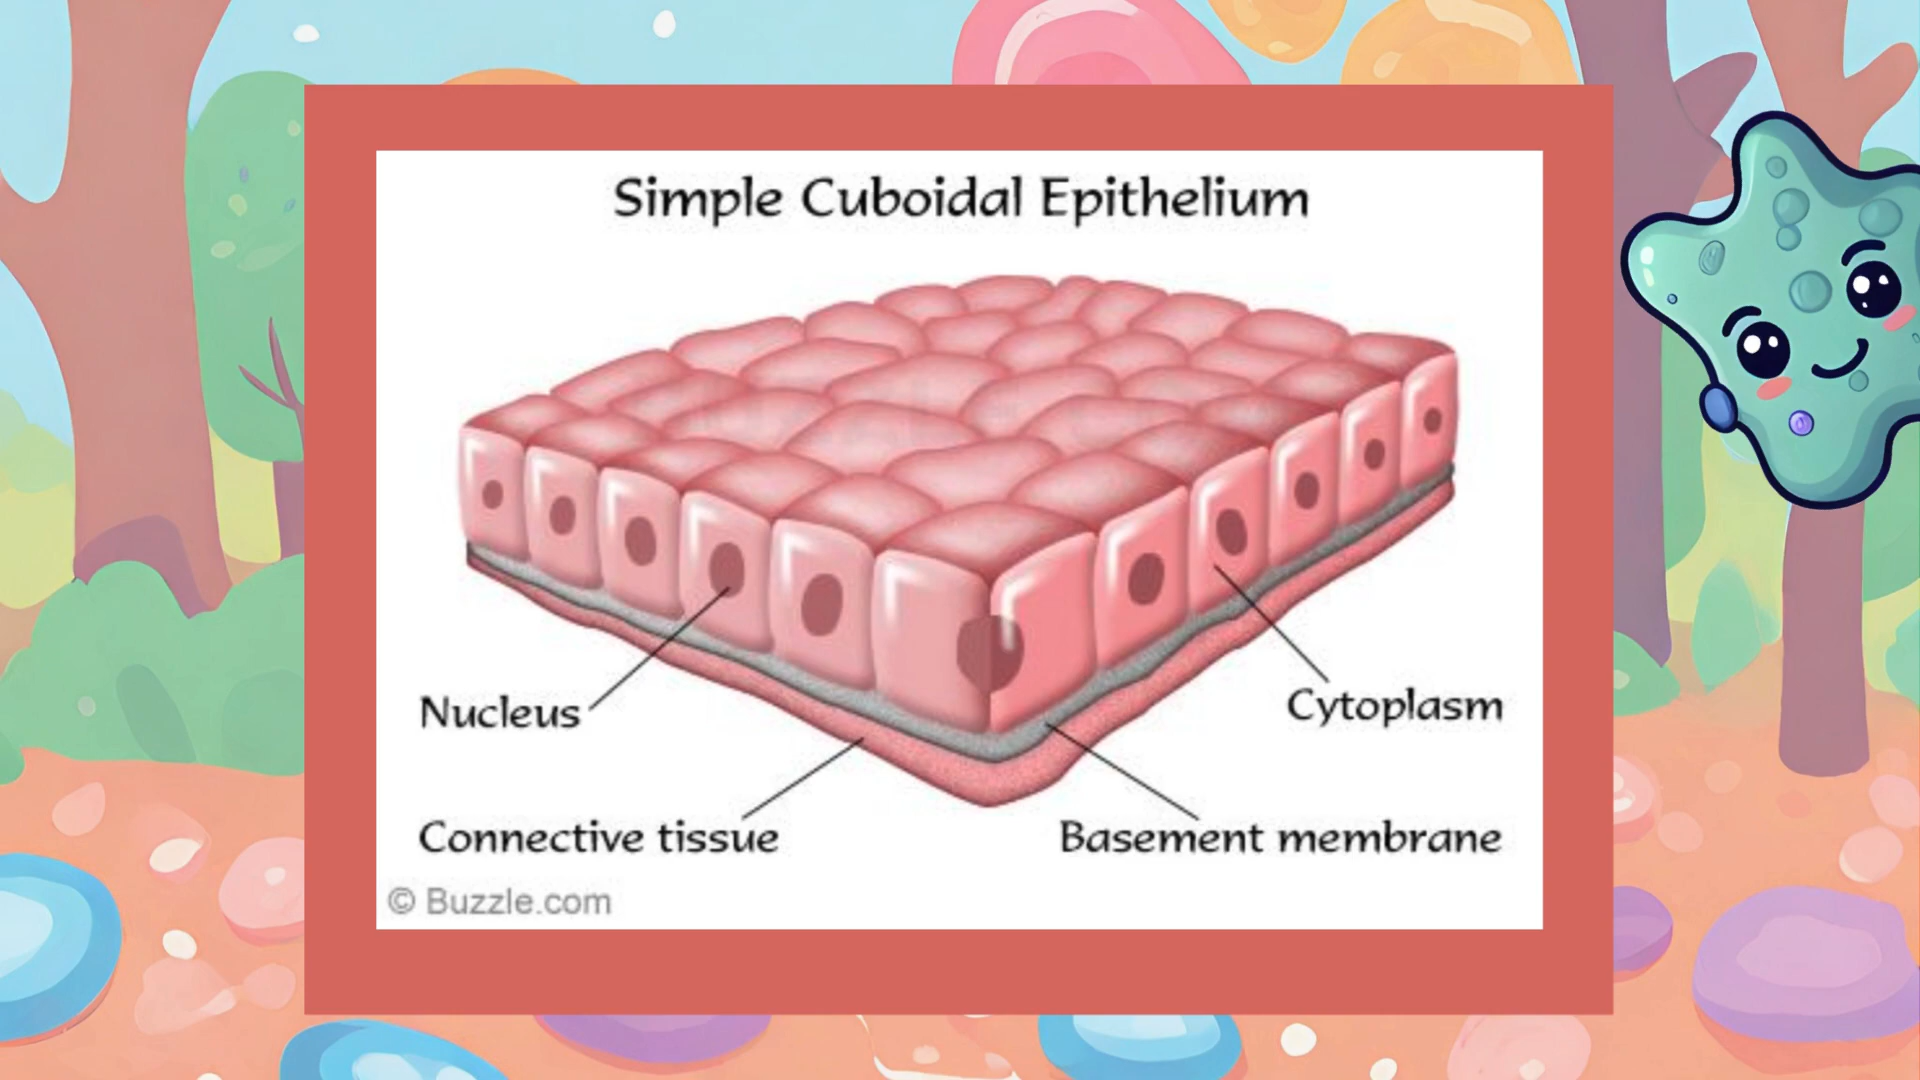 Simple Cuboidal Epithelium
Nucleus
Cytoplasm
Connective tissue
Basement membrane
© Buzzle.com